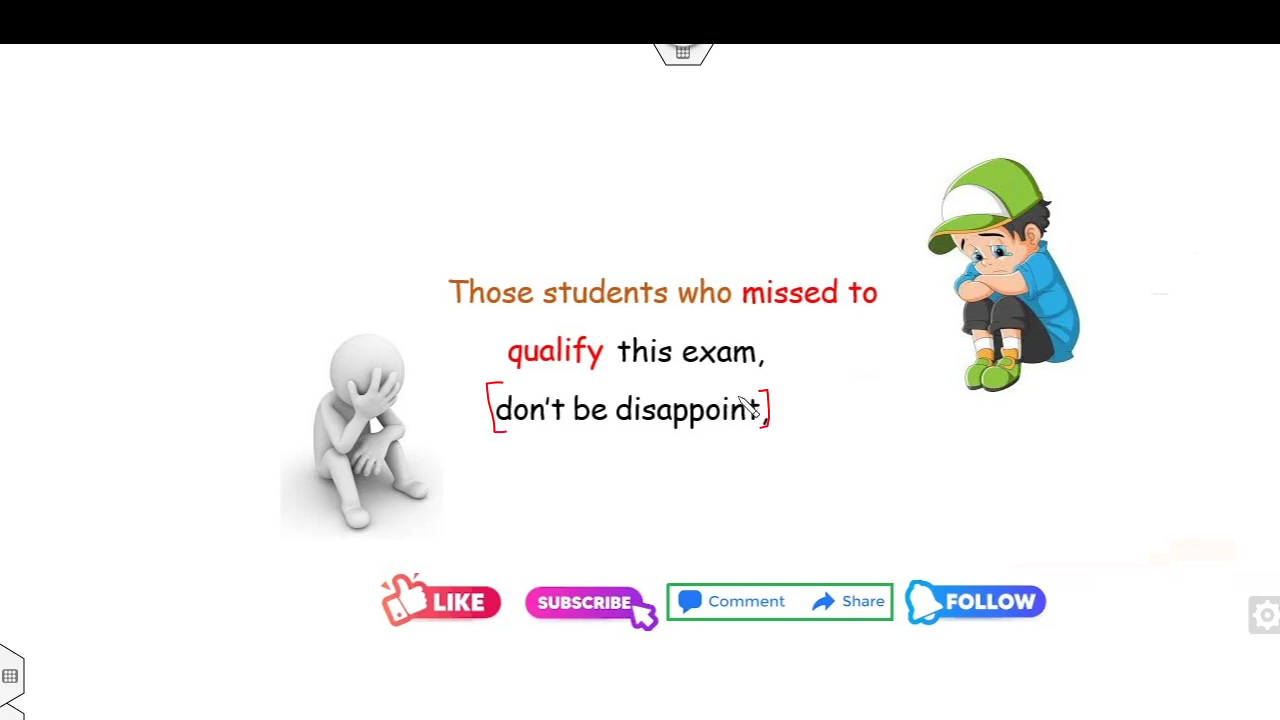 Those students who missed to
qualify this exam,
don't be disappoint,
LIKE
SUBSCRIBE
Comment
Share
FOLLOW